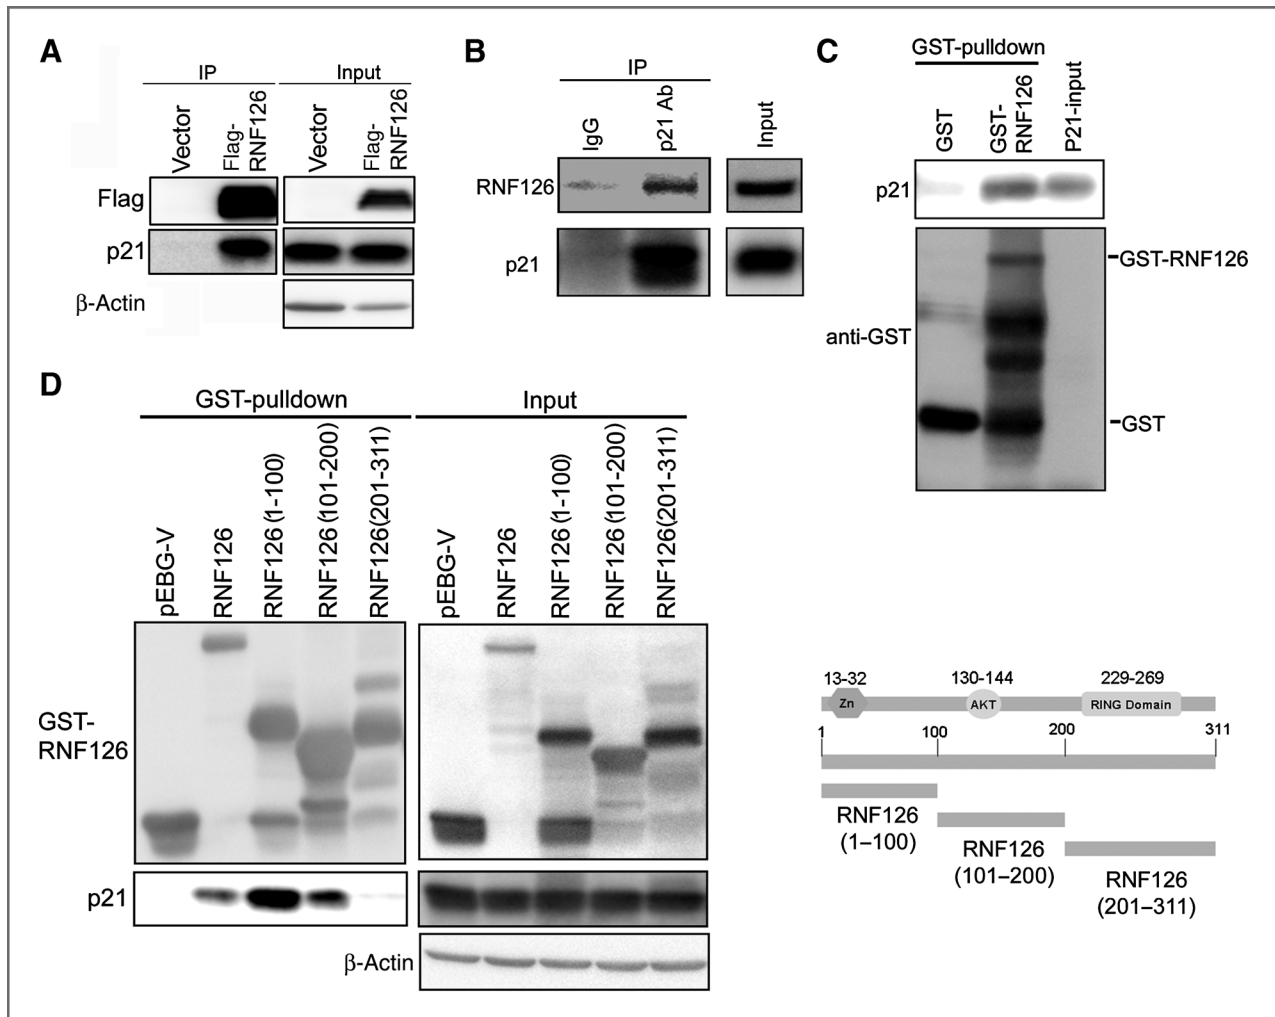 A
IP
Input
Vector
Flag-
RNF126
Vector
Flag-
RNF126
Flag
p21
β-Actin
B
IP
IgG
p21 Ab
Input
RNF126
p21
C
GST-pulldown
GST
GST-
RNF126
P21-input
p21
GST-RNF126
anti-GST
GST
D
GST-pulldown
Input
pEBG-V
RNF126
RNF126(1-100)
RNF126(101-200)
RNF126(201-311)
pEBG-V
RNF126
RNF126(1-100)
RNF126(101-200)
RNF126(201-311)
GST-
RNF126
p21
β-Actin
13-32
130-144
229-269
Zn
AKT
RING Domain
1
100
200
311
RNF126
(1–100)
RNF126
(101–200)
RNF126
(201–311)